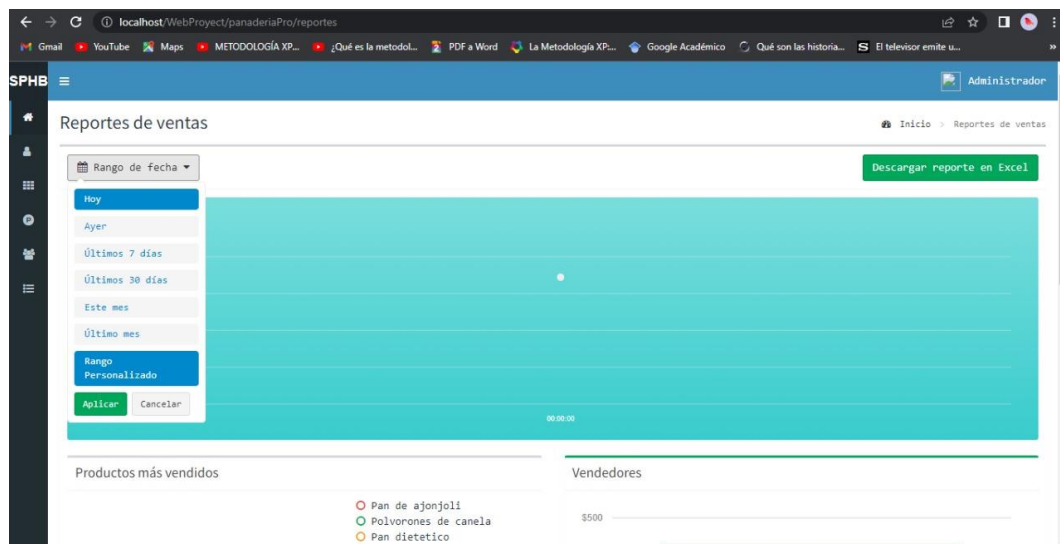 localhost/WebProyect/panaderiaPro/reportes
Gmail YouTube Maps METODOLOGÍA XP... ¿Qué es la metodol... PDF a Word La Metodología XP:... Google Académico Qué son las historia... El televisor emite u... »
SPHB Administrador
Reportes de ventas
Inicio > Reportes de ventas
Rango de fecha
Descargar reporte en Excel
Hoy
Ayer
Últimos 7 días
Últimos 30 días
Este mes
Último mes
Rango
Personalizado
Aplicar Cancelar
00:00:00
Productos más vendidos
Pan de ajonjoli
Polvorones de canela
Pan dietetico
Vendedores
$500